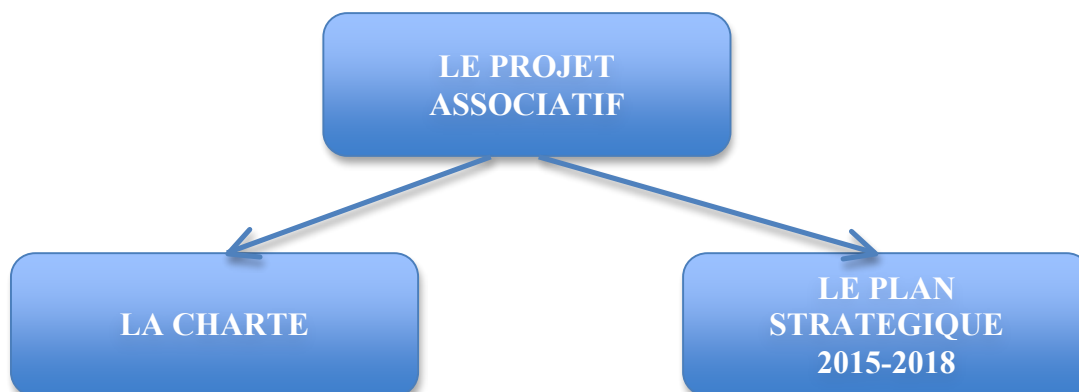 LE PROJET
ASSOCIATIF
LA CHARTE
LE PLAN
STRATEGIQUE
2015-2018